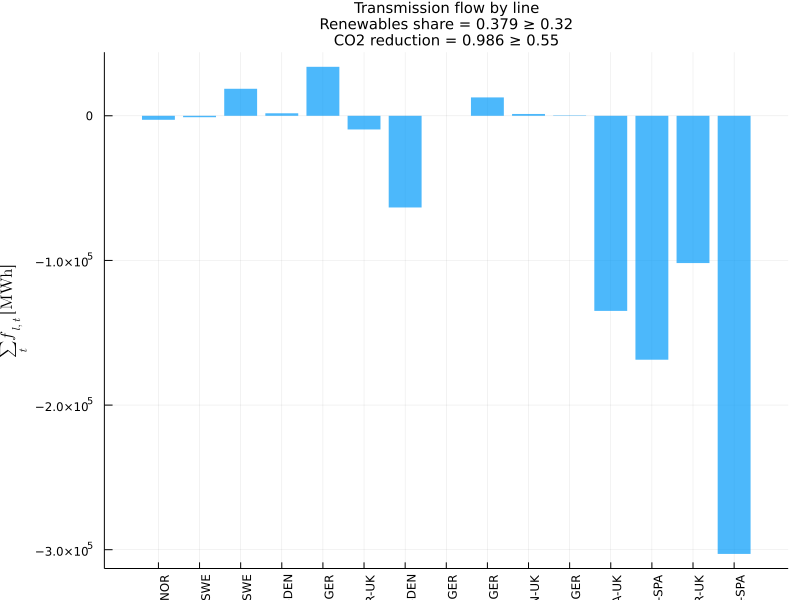 Transmission flow by line
Renewables share = 0.379 ≥ 0.32
CO2 reduction = 0.986 ≥ 0.55
0
−1.0×10⁵
−2.0×10⁵
−3.0×10⁵
∑_t f_{l,t} [MWh]
NOR
SWE
SWE
DEN
GER
R-UK
DEN
GER
GER
N-UK
GER
A-UK
-SPA
R-UK
-SPA